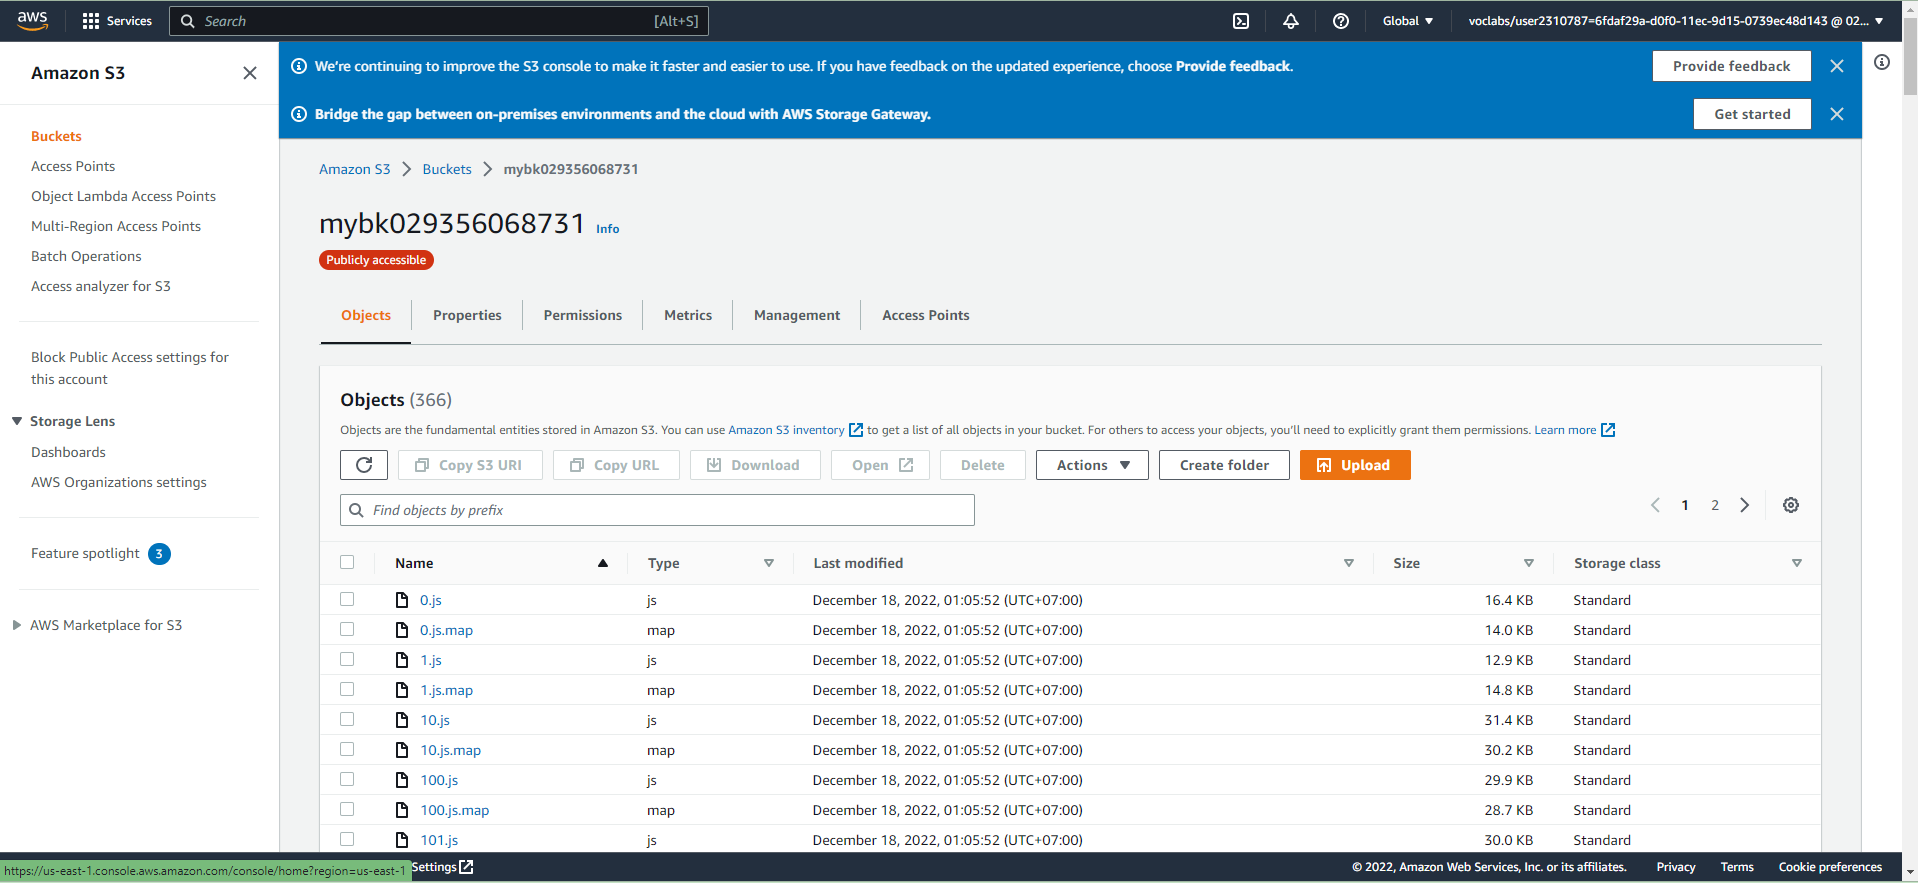 aws
Services
Search
[Alt+S]
Global
voclabs/user2310787=6fdaf29a-d0f0-11ec-9d15-0739ec48d143 @ 02...
Amazon S3
Buckets
Access Points
Object Lambda Access Points
Multi-Region Access Points
Batch Operations
Access analyzer for S3
Block Public Access settings for
this account
Storage Lens
Dashboards
AWS Organizations settings
Feature spotlight 3
AWS Marketplace for S3
We're continuing to improve the S3 console to make it faster and easier to use. If you have feedback on the updated experience, choose Provide feedback.
Provide feedback
Bridge the gap between on-premises environments and the cloud with AWS Storage Gateway.
Get started
Amazon S3 Buckets mybk029356068731
mybk029356068731 Info
Publicly accessible
Objects Properties Permissions Metrics Management Access Points
Objects (366)
Objects are the fundamental entities stored in Amazon S3. You can use Amazon S3 inventory to get a list of all objects in your bucket. For others to access your objects, you'll need to explicitly grant them permissions. Learn more
Copy S3 URI Copy URL Download Open Delete Actions Create folder Upload
Find objects by prefix
1 2
Name Type Last modified Size Storage class
0.js js December 18, 2022, 01:05:52 (UTC+07:00) 16.4 KB Standard
0.js.map map December 18, 2022, 01:05:52 (UTC+07:00) 14.0 KB Standard
1.js js December 18, 2022, 01:05:52 (UTC+07:00) 12.9 KB Standard
1.js.map map December 18, 2022, 01:05:52 (UTC+07:00) 14.8 KB Standard
10.js js December 18, 2022, 01:05:52 (UTC+07:00) 31.4 KB Standard
10.js.map map December 18, 2022, 01:05:52 (UTC+07:00) 30.2 KB Standard
100.js js December 18, 2022, 01:05:52 (UTC+07:00) 29.9 KB Standard
100.js.map map December 18, 2022, 01:05:52 (UTC+07:00) 28.7 KB Standard
101.js js December 18, 2022, 01:05:52 (UTC+07:00) 30.0 KB Standard
https://us-east-1.console.aws.amazon.com/console/home?region=us-east-1
Settings
© 2022, Amazon Web Services, Inc. or its affiliates.
Privacy Terms Cookie preferences